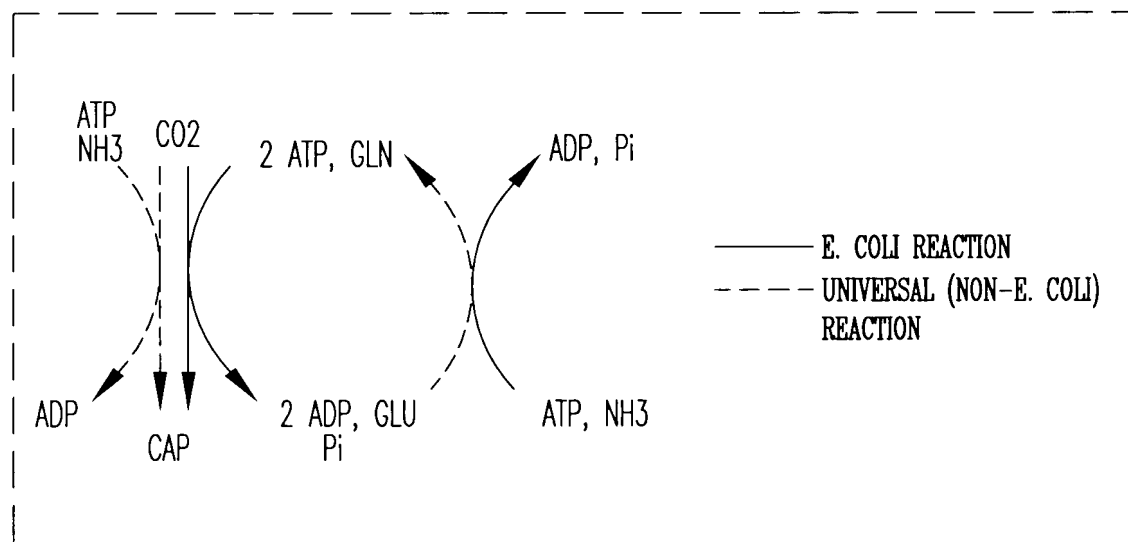 ATP
NH3
CO2
2 ATP, GLN
ADP, Pi
ADP
CAP
2 ADP, GLU
Pi
ATP, NH3
E. COLI REACTION
UNIVERSAL (NON-E. COLI)
REACTION